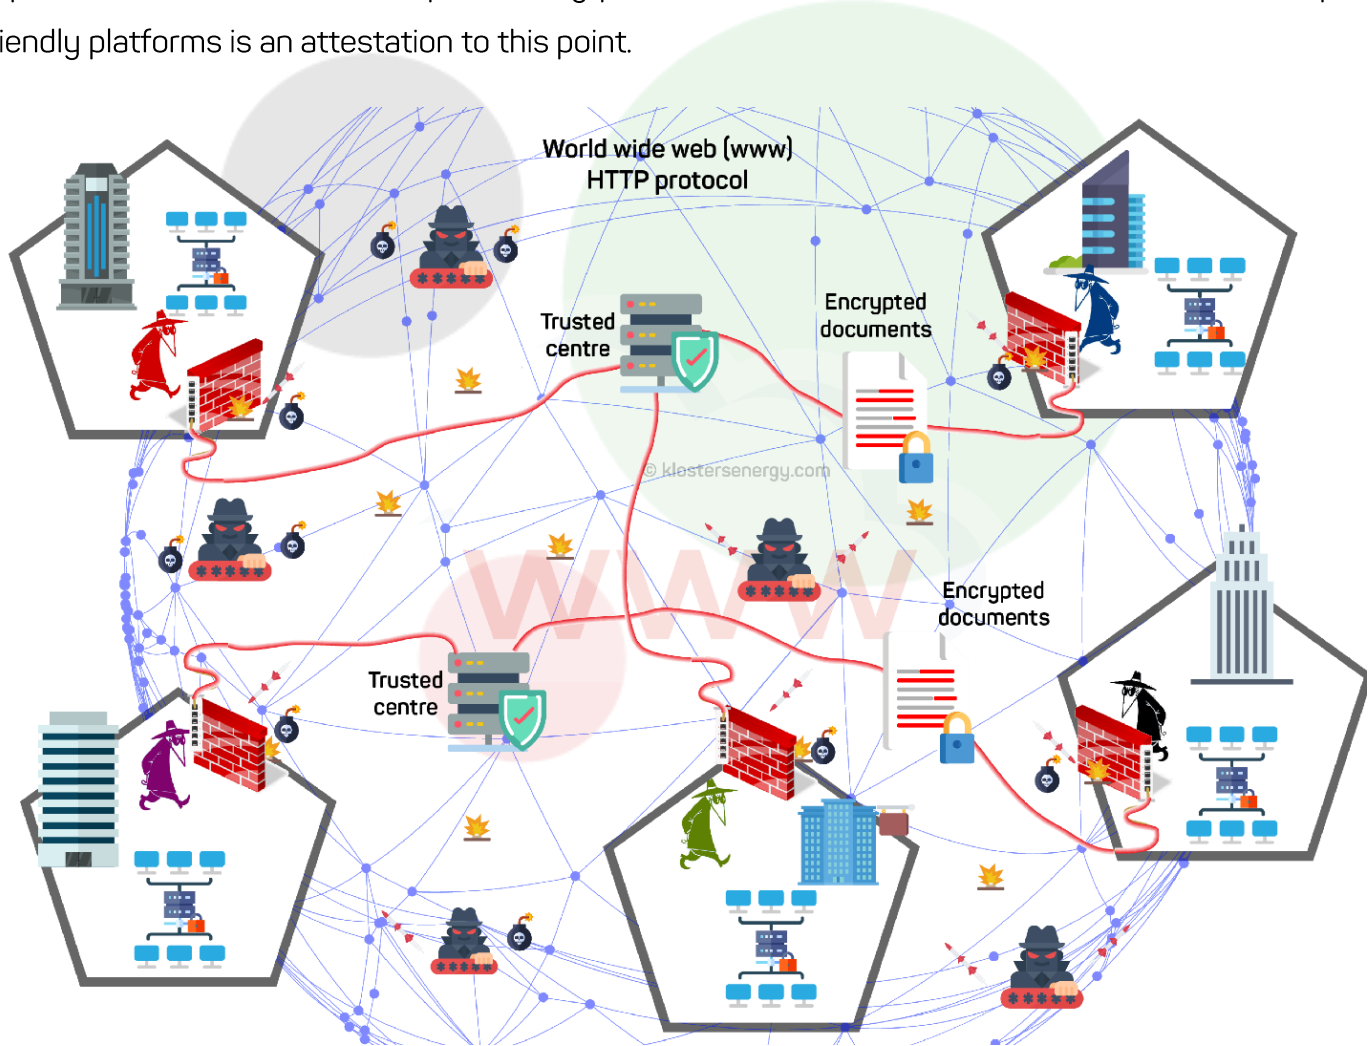 iendly platforms is an attestation to this point.
World wide web (www)
HTTP protocol
Encrypted
documents
Trusted
centre
© klostersenergy.com
www
Encrypted
documents
Trusted
centre